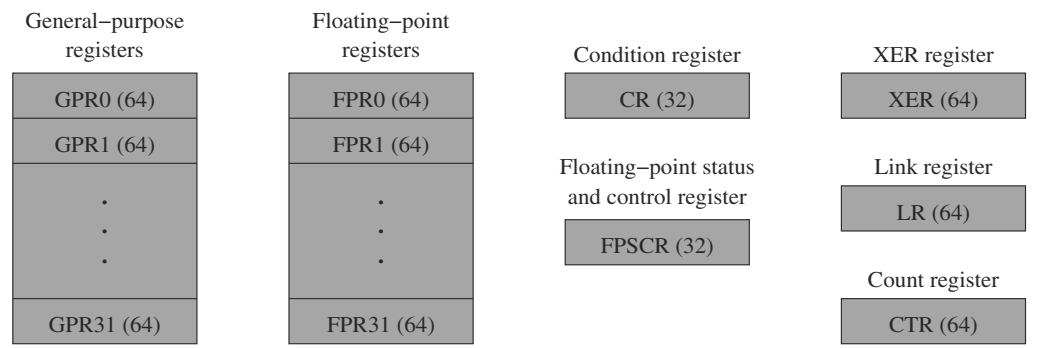 General−purpose
registers
GPR0 (64)
GPR1 (64)
.
.
.
GPR31 (64)
Floating−point
registers
FPR0 (64)
FPR1 (64)
.
.
.
FPR31 (64)
Condition register
CR (32)
Floating−point status
and control register
FPSCR (32)
XER register
XER (64)
Link register
LR (64)
Count register
CTR (64)